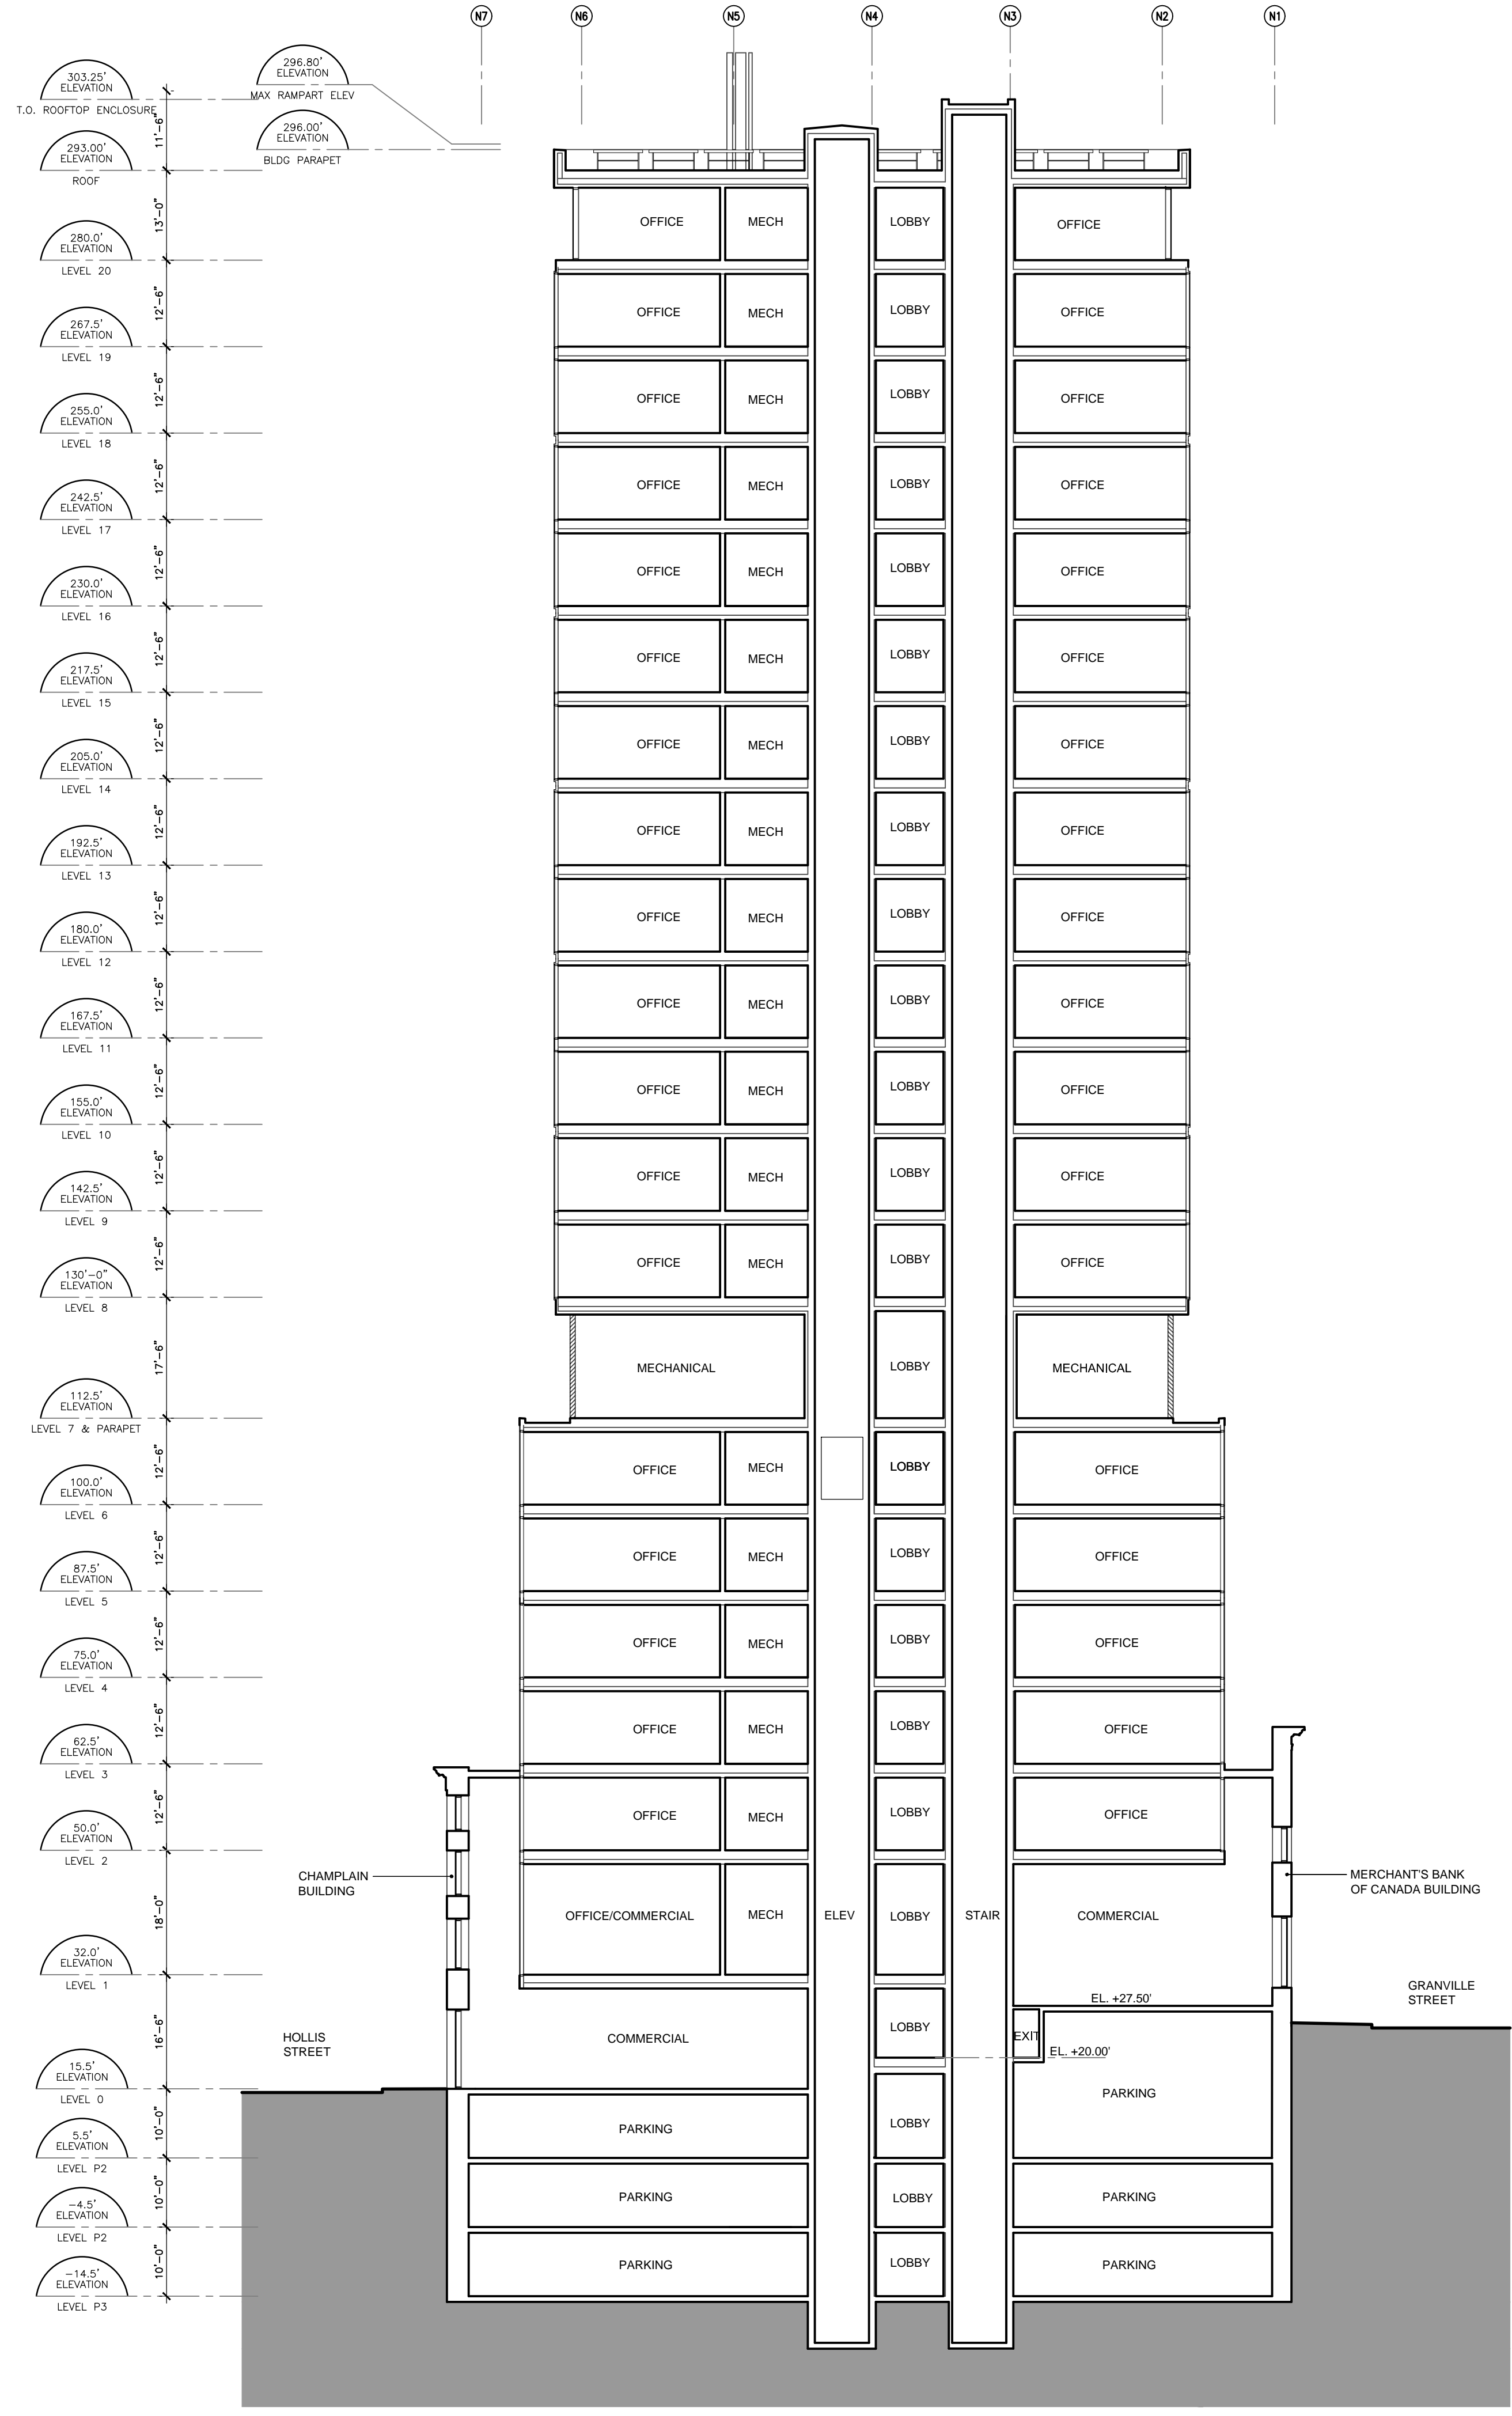 N7
N6
N5
N4
N3
N2
N1
303.25'
ELEVATION
T.O. ROOFTOP ENCLOSURE
296.80'
ELEVATION
MAX RAMPART ELEV
11'-6"
296.00'
ELEVATION
BLDG PARAPET
293.00'
ELEVATION
ROOF
13'-0"
OFFICE
MECH
LOBBY
OFFICE
280.0'
ELEVATION
LEVEL 20
12'-6"
OFFICE
MECH
LOBBY
OFFICE
267.5'
ELEVATION
LEVEL 19
12'-6"
OFFICE
MECH
LOBBY
OFFICE
255.0'
ELEVATION
LEVEL 18
12'-6"
OFFICE
MECH
LOBBY
OFFICE
242.5'
ELEVATION
LEVEL 17
12'-6"
OFFICE
MECH
LOBBY
OFFICE
230.0'
ELEVATION
LEVEL 16
12'-6"
OFFICE
MECH
LOBBY
OFFICE
217.5'
ELEVATION
LEVEL 15
12'-6"
OFFICE
MECH
LOBBY
OFFICE
205.0'
ELEVATION
LEVEL 14
12'-6"
OFFICE
MECH
LOBBY
OFFICE
192.5'
ELEVATION
LEVEL 13
12'-6"
OFFICE
MECH
LOBBY
OFFICE
180.0'
ELEVATION
LEVEL 12
12'-6"
OFFICE
MECH
LOBBY
OFFICE
167.5'
ELEVATION
LEVEL 11
12'-6"
OFFICE
MECH
LOBBY
OFFICE
155.0'
ELEVATION
LEVEL 10
12'-6"
OFFICE
MECH
LOBBY
OFFICE
142.5'
ELEVATION
LEVEL 9
12'-6"
OFFICE
MECH
LOBBY
OFFICE
130'-0"
ELEVATION
LEVEL 8
17'-6"
MECHANICAL
LOBBY
MECHANICAL
112.5'
ELEVATION
LEVEL 7 & PARAPET
12'-6"
OFFICE
MECH
LOBBY
OFFICE
100.0'
ELEVATION
LEVEL 6
12'-6"
OFFICE
MECH
LOBBY
OFFICE
87.5'
ELEVATION
LEVEL 5
12'-6"
OFFICE
MECH
LOBBY
OFFICE
75.0'
ELEVATION
LEVEL 4
12'-6"
OFFICE
MECH
LOBBY
OFFICE
62.5'
ELEVATION
LEVEL 3
12'-6"
OFFICE
MECH
LOBBY
OFFICE
50.0'
ELEVATION
LEVEL 2
CHAMPLAIN
BUILDING
MERCHANT'S BANK
OF CANADA BUILDING
18'-0"
OFFICE/COMMERCIAL
MECH
ELEV
LOBBY
STAIR
COMMERCIAL
32.0'
ELEVATION
LEVEL 1
GRANVILLE
STREET
EL. +27.50'
16'-6"
HOLLIS
STREET
COMMERCIAL
LOBBY
EXIT
EL. +20.00'
15.5'
ELEVATION
LEVEL 0
PARKING
10'-0"
PARKING
LOBBY
5.5'
ELEVATION
LEVEL P2
10'-0"
PARKING
LOBBY
PARKING
-4.5'
ELEVATION
LEVEL P2
10'-0"
PARKING
LOBBY
PARKING
-14.5'
ELEVATION
LEVEL P3